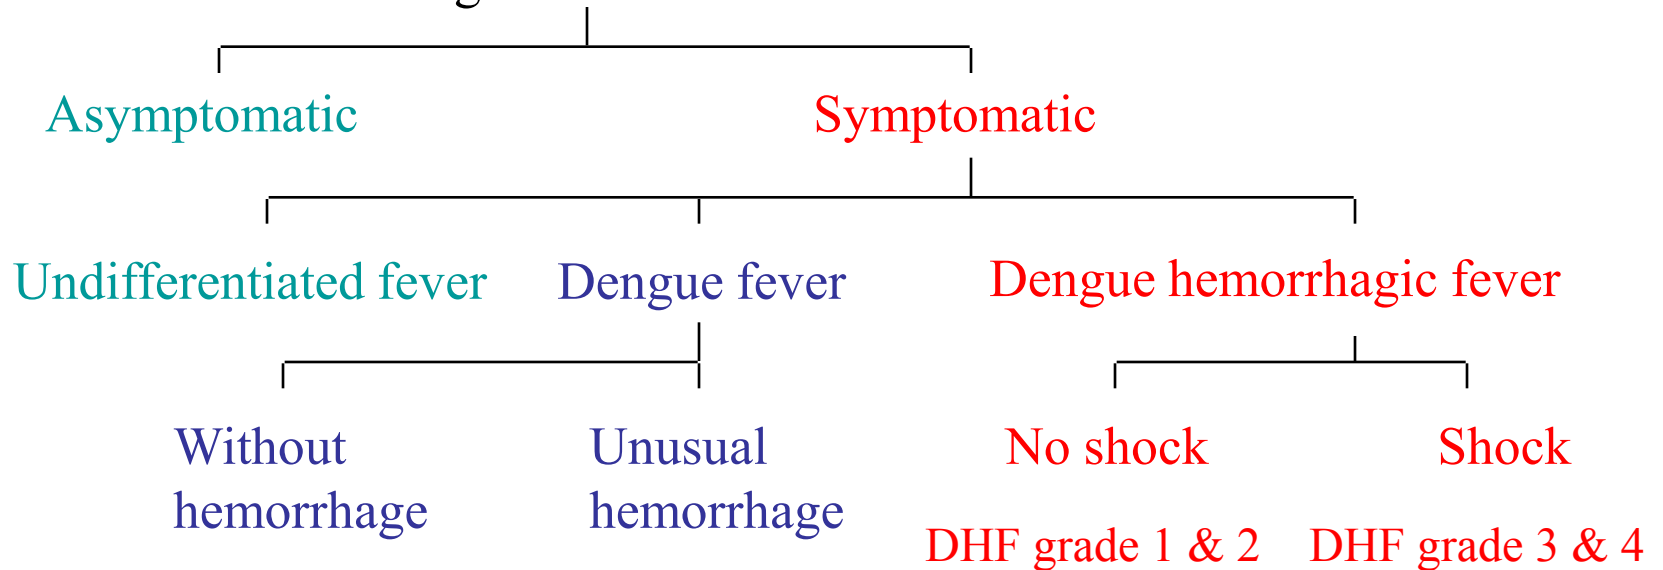 Asymptomatic Symptomatic
Undifferentiated fever Dengue fever Dengue hemorrhagic fever
Without Unusual No shock Shock
hemorrhage hemorrhage
DHF grade 1 & 2 DHF grade 3 & 4